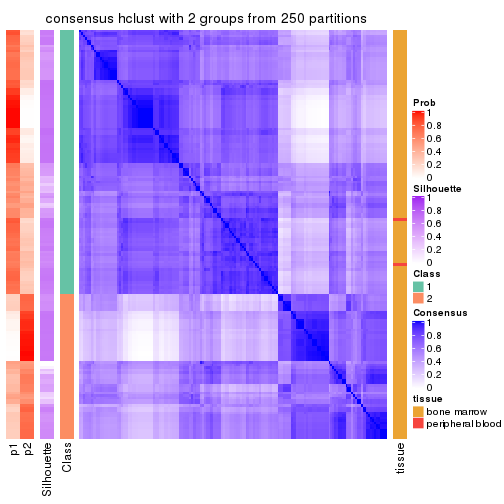 consensus hclust with 2 groups from 250 partitions
Prob
0.8
0.6
0.4
0.2
0
Silhouette
1
0.8
0.6
0.4
0.2
0
Class
1
2
Consensus
1
0.8
0.6
0.4
0.2
0
tissue
bone marrow
peripheral blood
p1
p2
Silhouette
Class
tissue